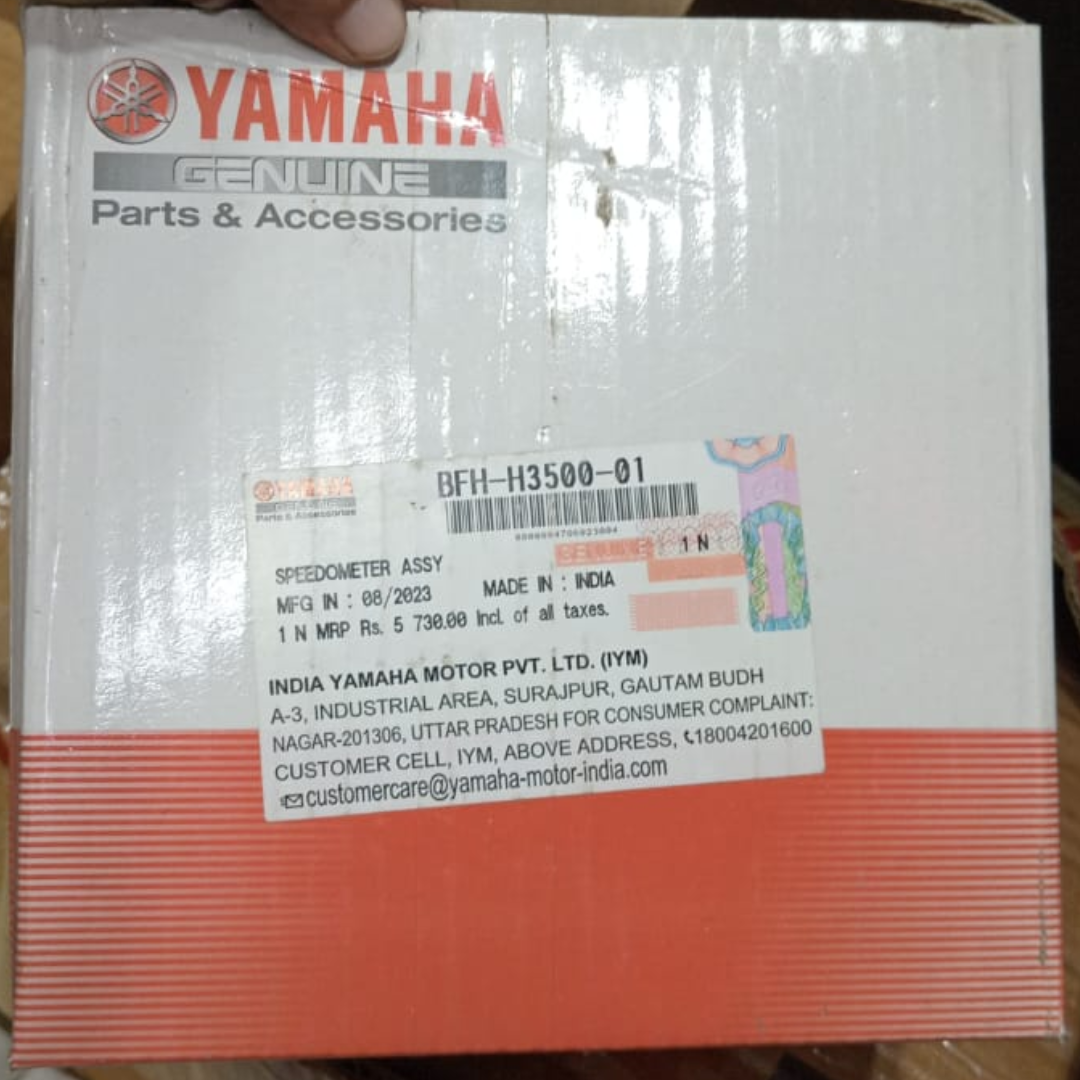 YAMAHA
GENUINE
Parts & Accessories
BFH-H3500-01
1 N
SPEEDOMETER ASSY
MFG IN : 08/2023 MADE IN : INDIA
1 N MRP Rs. 5 730.00 Incl. of all taxes.
INDIA YAMAHA MOTOR PVT. LTD. (IYM)
A-3, INDUSTRIAL AREA, SURAJPUR, GAUTAM BUDH
NAGAR-201306, UTTAR PRADESH FOR CONSUMER COMPLAINT:
CUSTOMER CELL, IYM, ABOVE ADDRESS, 18004201600
customercare@yamaha-motor-india.com